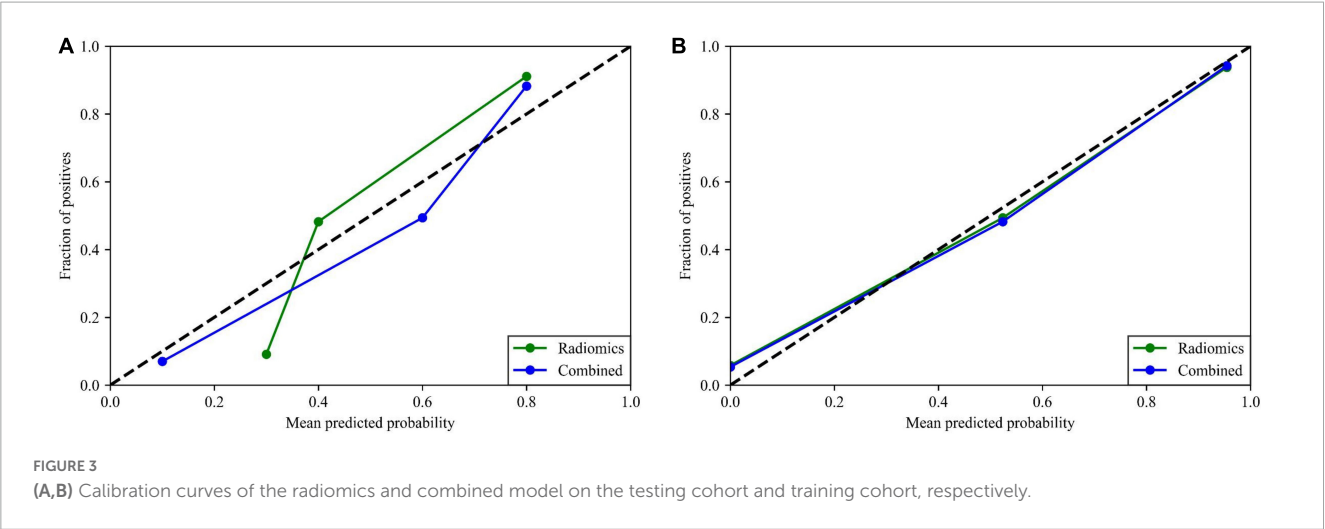 A
1.0
0.8
0.6
0.4
0.2
0.0
Fraction of positives
0.0 0.2 0.4 0.6 0.8 1.0
Mean predicted probability
Radiomics
Combined
B
1.0
0.8
0.6
0.4
0.2
0.0
Fraction of positives
0.0 0.2 0.4 0.6 0.8 1.0
Mean predicted probability
Radiomics
Combined
FIGURE 3
(A,B) Calibration curves of the radiomics and combined model on the testing cohort and training cohort, respectively.